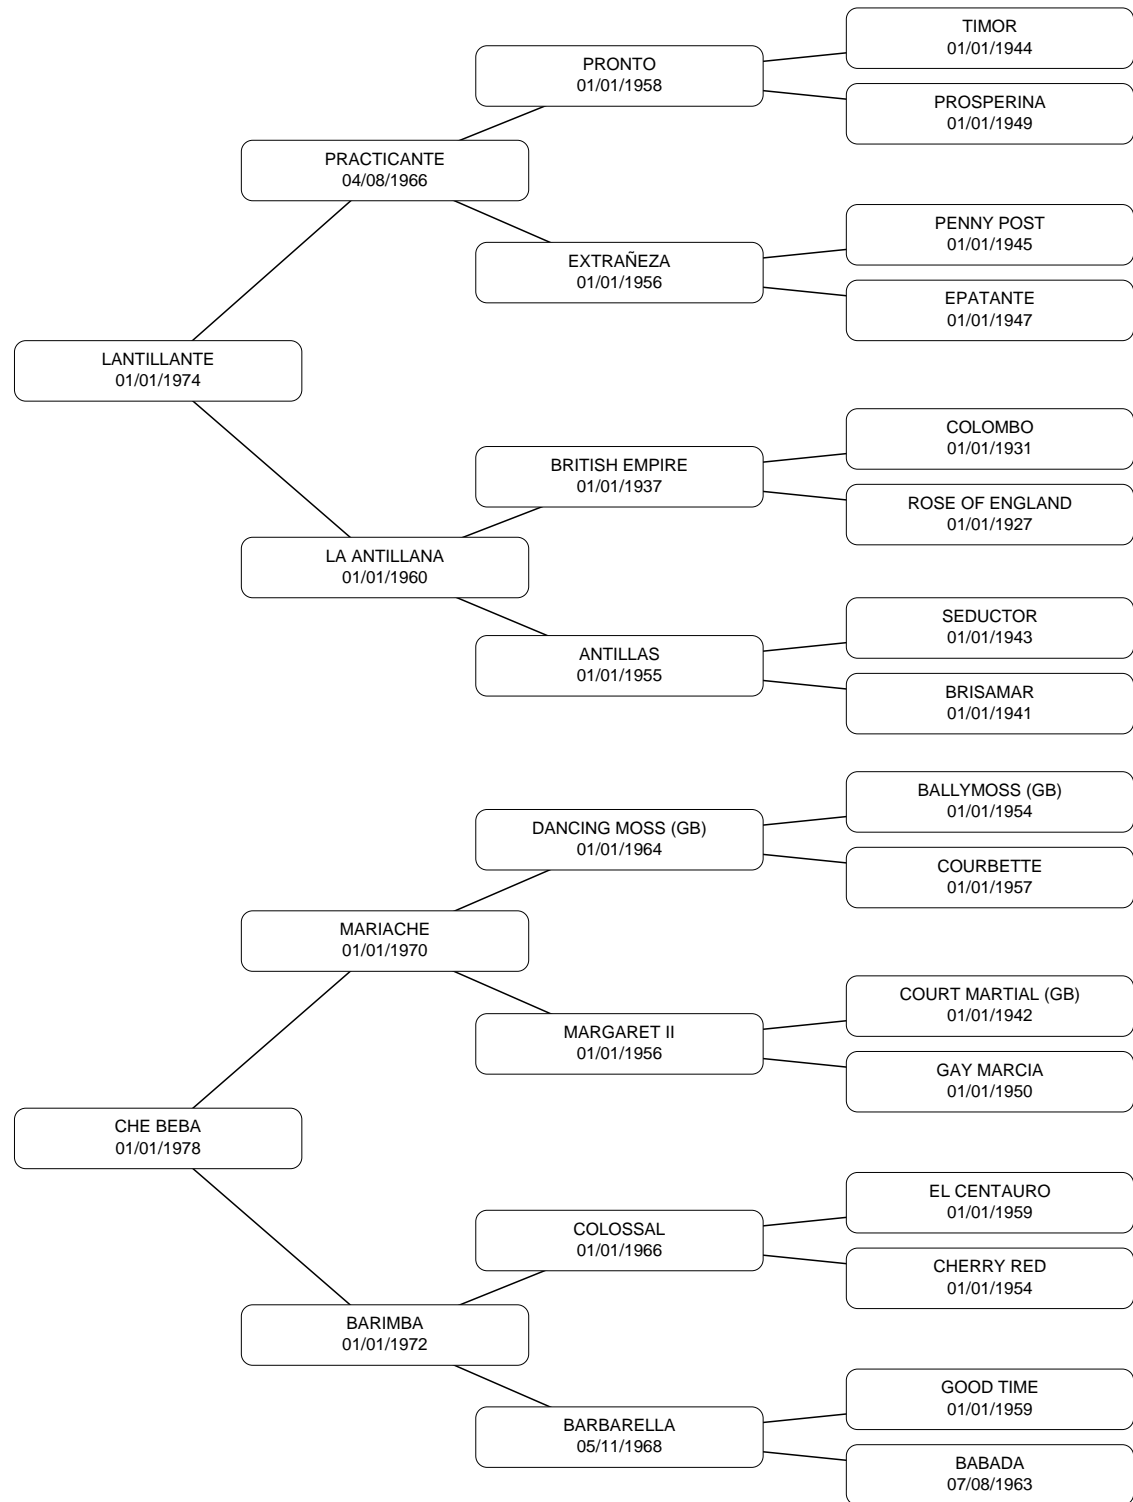 TIMOR
01/01/1944
PRONTO
01/01/1958
PROSPERINA
01/01/1949
PRACTICANTE
04/08/1966
PENNY POST
01/01/1945
EXTRAÑEZA
01/01/1956
EPATANTE
01/01/1947
LANTILLANTE
01/01/1974
COLOMBO
01/01/1931
BRITISH EMPIRE
01/01/1937
ROSE OF ENGLAND
01/01/1927
LA ANTILLANA
01/01/1960
SEDUCTOR
01/01/1943
ANTILLAS
01/01/1955
BRISAMAR
01/01/1941
BALLYMOSS (GB)
01/01/1954
DANCING MOSS (GB)
01/01/1964
COURBETTE
01/01/1957
MARIACHE
01/01/1970
COURT MARTIAL (GB)
01/01/1942
MARGARET II
01/01/1956
GAY MARCIA
01/01/1950
CHE BEBA
01/01/1978
EL CENTAURO
01/01/1959
COLOSSAL
01/01/1966
CHERRY RED
01/01/1954
BARIMBA
01/01/1972
GOOD TIME
01/01/1959
BARBARELLA
05/11/1968
BABADA
07/08/1963